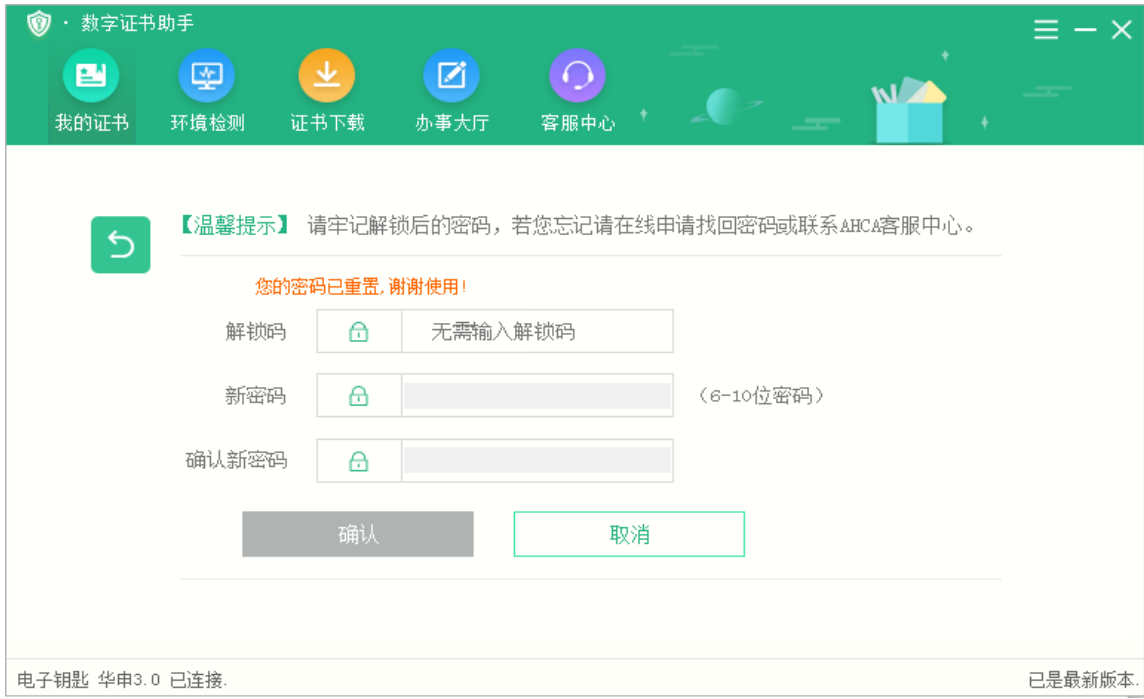 · 数字证书助手
我的证书 环境检测 证书下载 办事大厅 客服中心
【温馨提示】 请牢记解锁后的密码，若您忘记请在线申请找回密码或联系AHCA客服中心。
您的密码已重置,谢谢使用!
解锁码 无需输入解锁码
新密码 （6-10位密码）
确认新密码
确认 取消
电子钥匙 华申3.0 已连接. 已是最新版本.